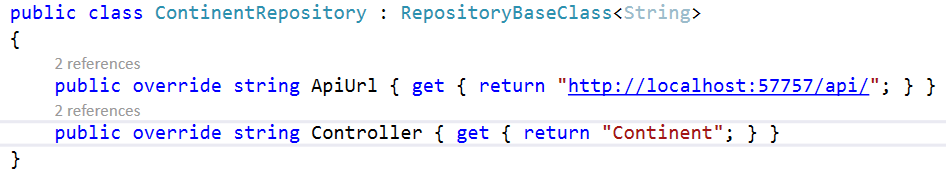 public class ContinentRepository : RepositoryBaseClass<String>
{
2 references
public override string ApiUrl { get { return "http://localhost:57757/api/"; } }
2 references
public override string Controller { get { return "Continent"; } }
}